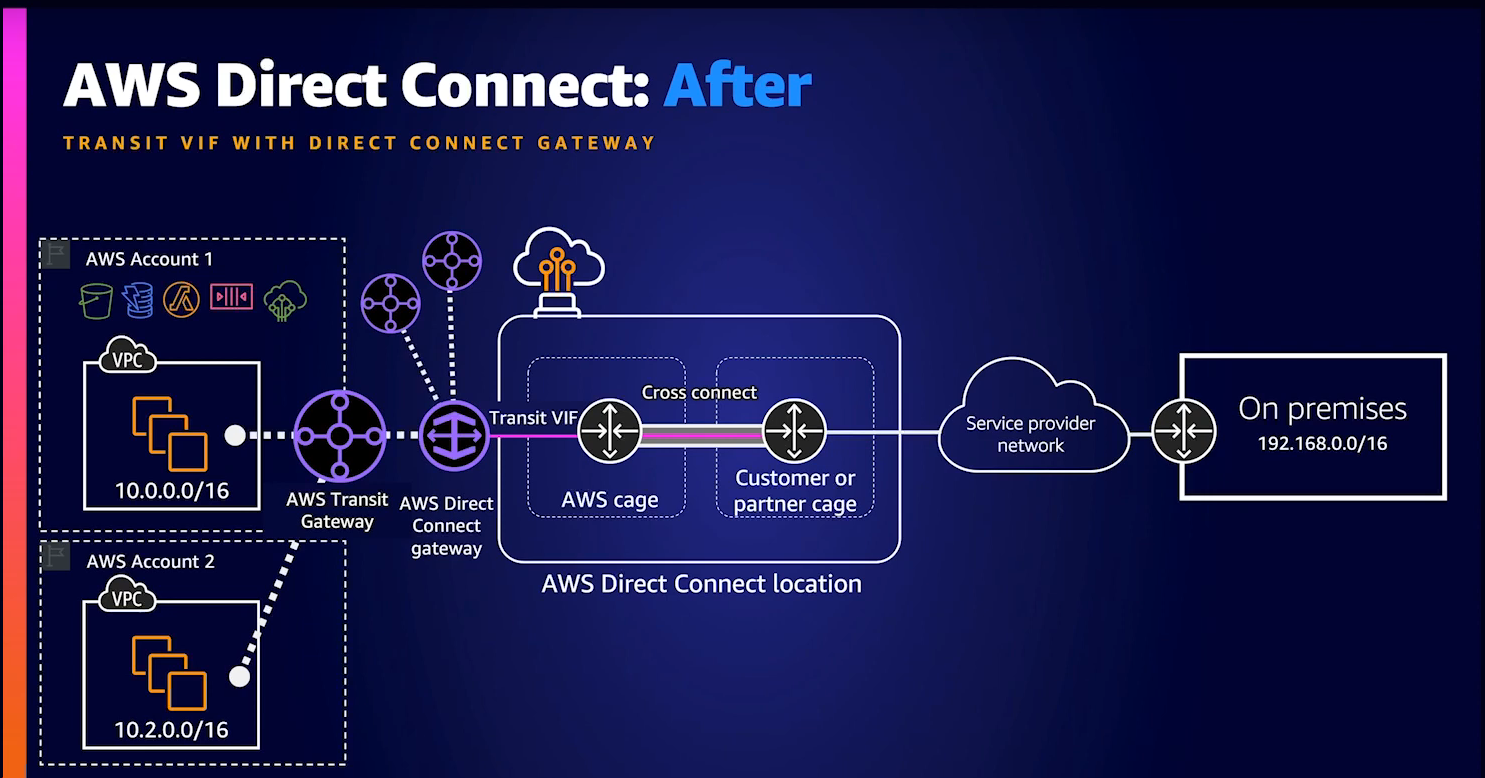 AWS Direct Connect: After
TRANSIT VIF WITH DIRECT CONNECT GATEWAY
AWS Account 1
VPC
10.0.0.0/16
AWS Transit
Gateway
AWS Direct
Connect
gateway
Transit VIF
Cross connect
AWS cage
Customer or
partner cage
AWS Direct Connect location
Service provider
network
On premises
192.168.0.0/16
AWS Account 2
VPC
10.2.0.0/16